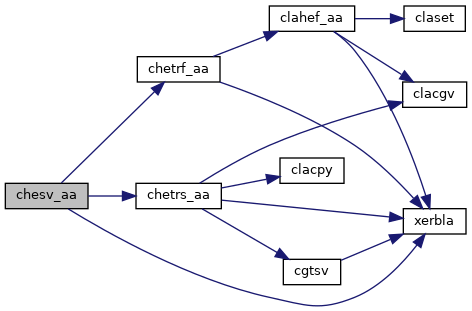 clahef_aa
claset
chetrf_aa
clacgv
clacpy
chesv_aa
chetrs_aa
xerbla
cgtsv